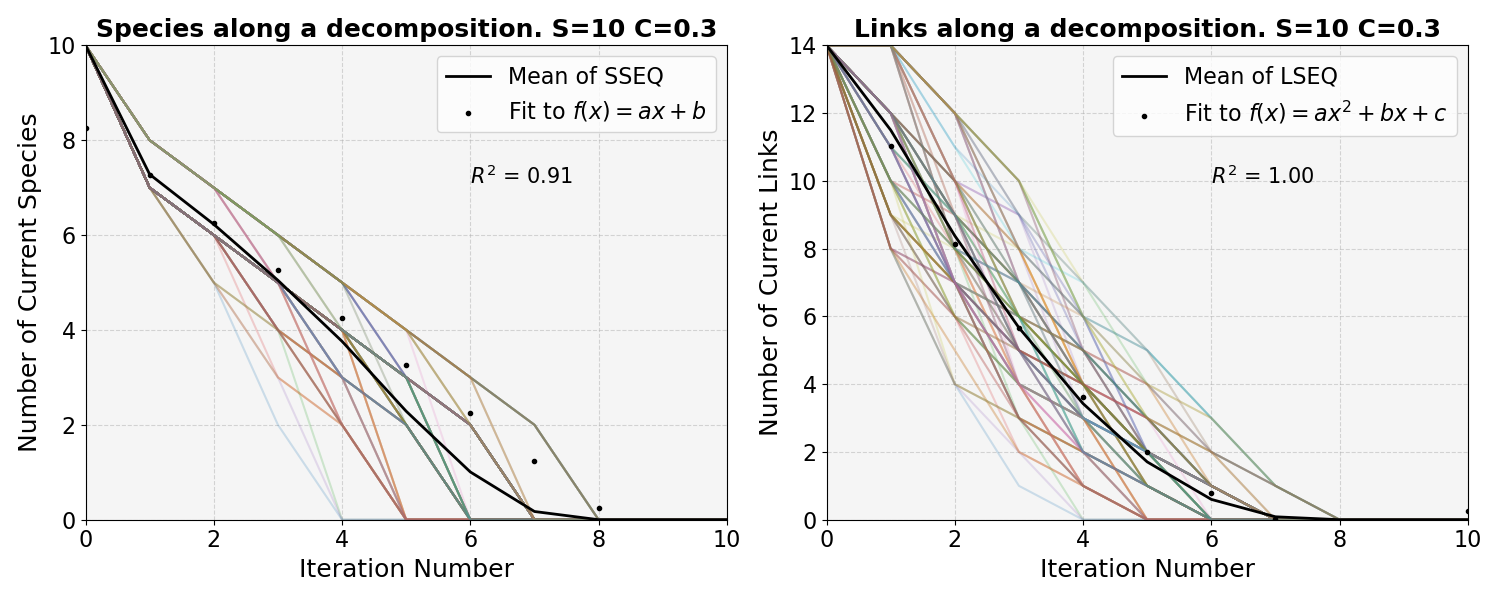 Species along a decomposition. S=10 C=0.3
Number of Current Species
10
8
6
4
2
0
Mean of SSEQ
Fit to f(x) = ax + b
R² = 0.91
0 2 4 6 8 10
Iteration Number
Links along a decomposition. S=10 C=0.3
Number of Current Links
14
12
10
8
6
4
2
0
Mean of LSEQ
Fit to f(x) = ax² + bx + c
R² = 1.00
0 2 4 6 8 10
Iteration Number